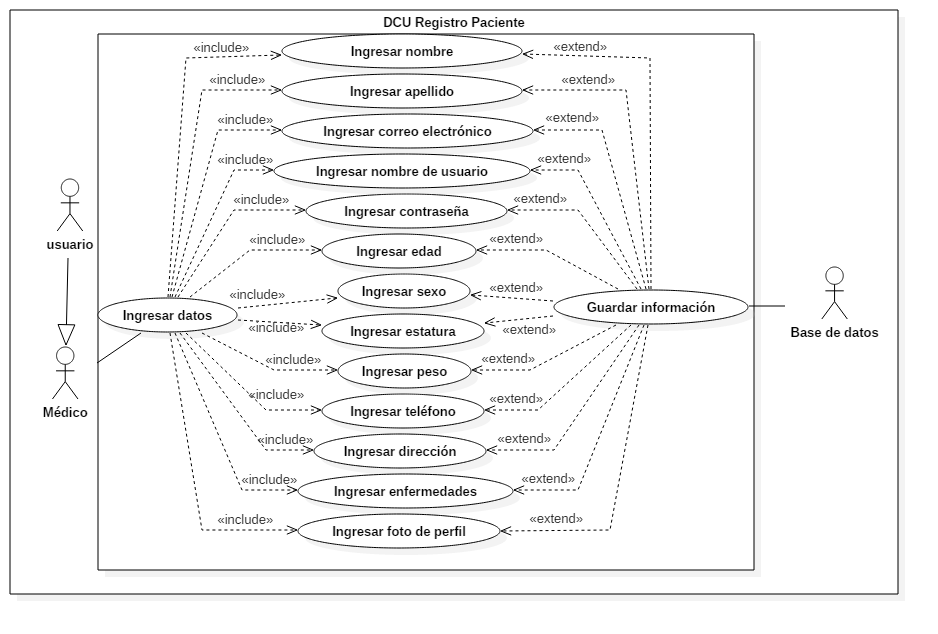 DCU Registro Paciente
«include»
Ingresar nombre
«extend»
«include»
Ingresar apellido
«extend»
«include»
Ingresar correo electrónico
«extend»
«include»
Ingresar nombre de usuario
«extend»
«include»
Ingresar contraseña
«extend»
usuario
«include»
Ingresar edad
«extend»
«include»
Ingresar sexo
«extend»
Ingresar datos
Guardar información
«include»
Ingresar estatura
«extend»
Base de datos
«include»
Ingresar peso
«extend»
Médico
«include»
Ingresar teléfono
«extend»
«include»
Ingresar dirección
«extend»
«include»
Ingresar enfermedades
«extend»
«include»
Ingresar foto de perfil
«extend»